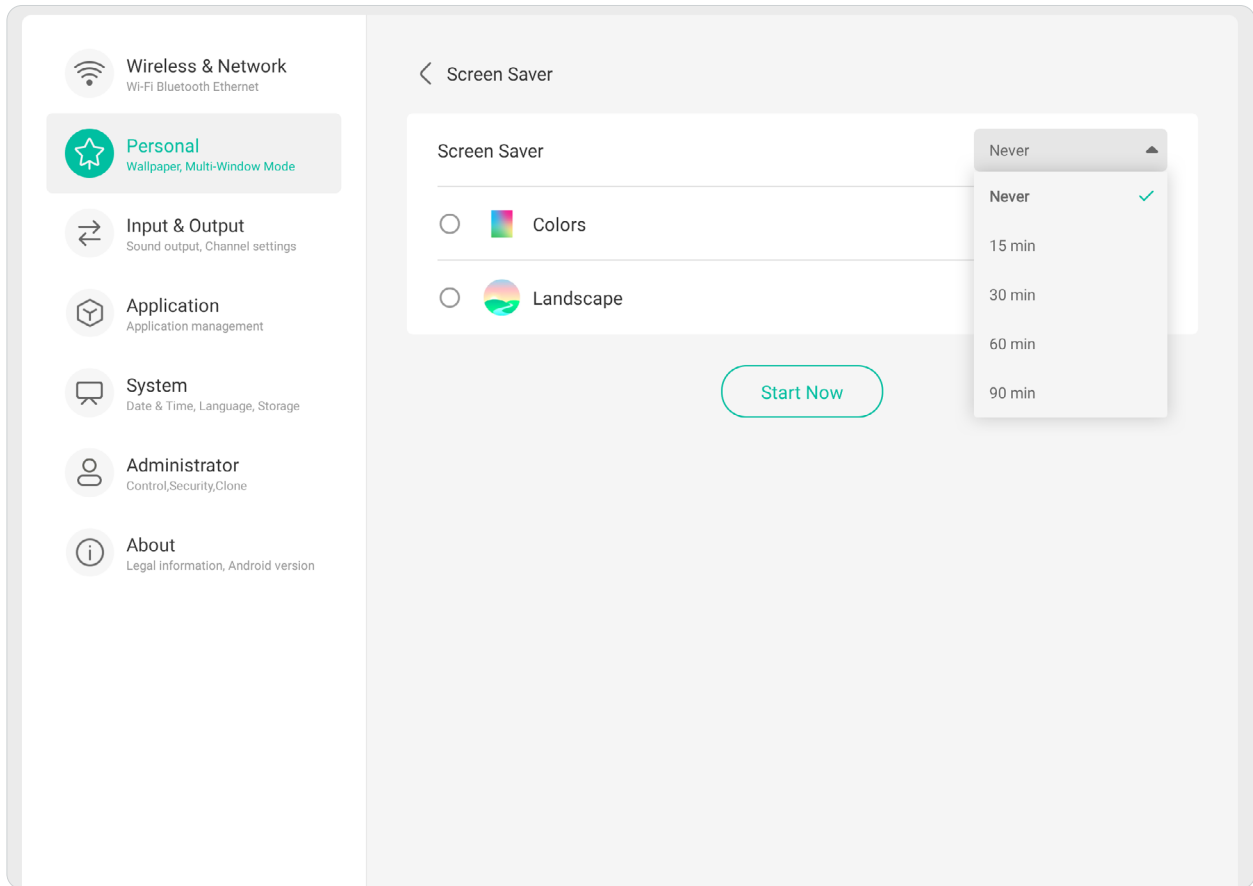 Wireless & Network
Wi-Fi Bluetooth Ethernet
Personal
Wallpaper, Multi-Window Mode
Input & Output
Sound output, Channel settings
Application
Application management
System
Date & Time, Language, Storage
Administrator
Control,Security,Clone
About
Legal information, Android version
Screen Saver
Screen Saver
Never
Never
15 min
30 min
60 min
90 min
Colors
Landscape
Start Now